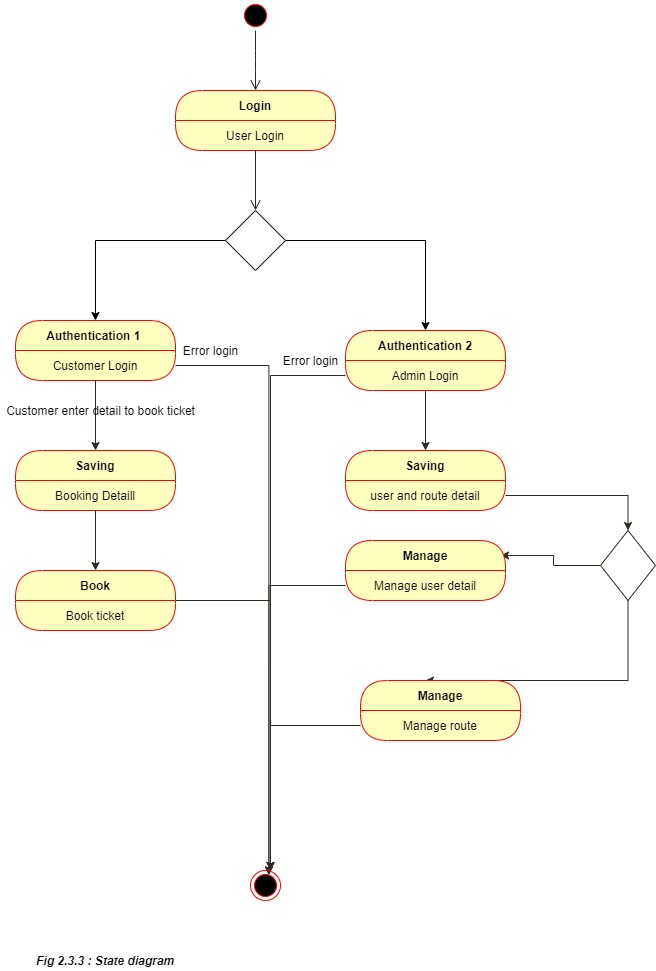 Login
User Login
Authentication 1
Customer Login
Error login
Error login
Authentication 2
Admin Login
Customer enter detail to book ticket
Saving
Booking Detaill
Saving
user and route detail
Manage
Manage user detail
Book
Book ticket
Manage
Manage route
Fig 2.3.3 : State diagram